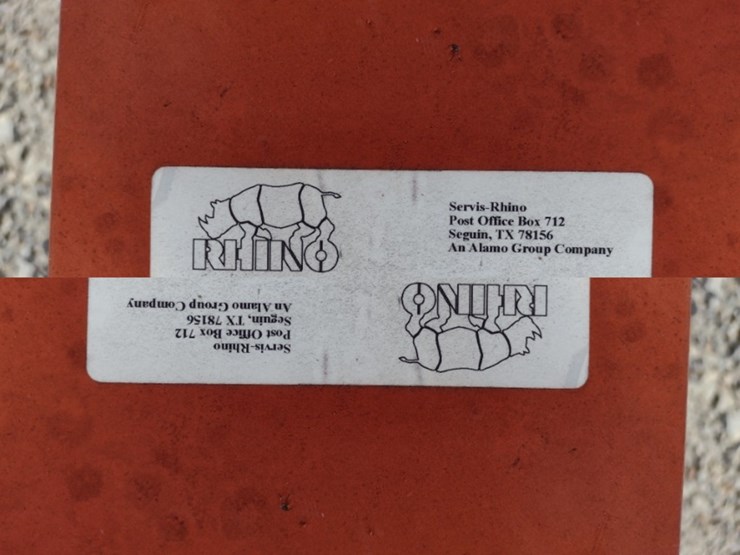 RHINO
Servis-Rhino
Post Office Box 712
Seguin, TX 78156
An Alamo Group Company
RHINO
Servis-Rhino
Post Office Box 712
Seguin, TX 78156
An Alamo Group Company